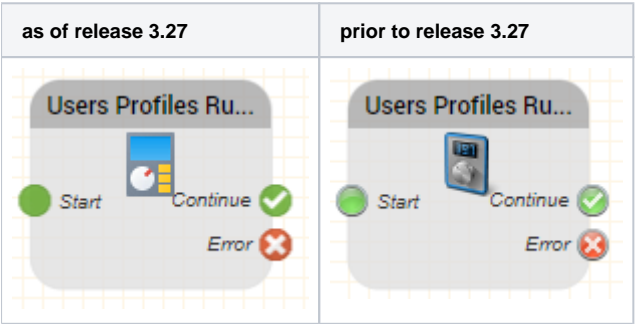 as of release 3.27
prior to release 3.27
Users Profiles Ru...
Start
Continue
Error
Users Profiles Ru...
191
Start
Continue
Error